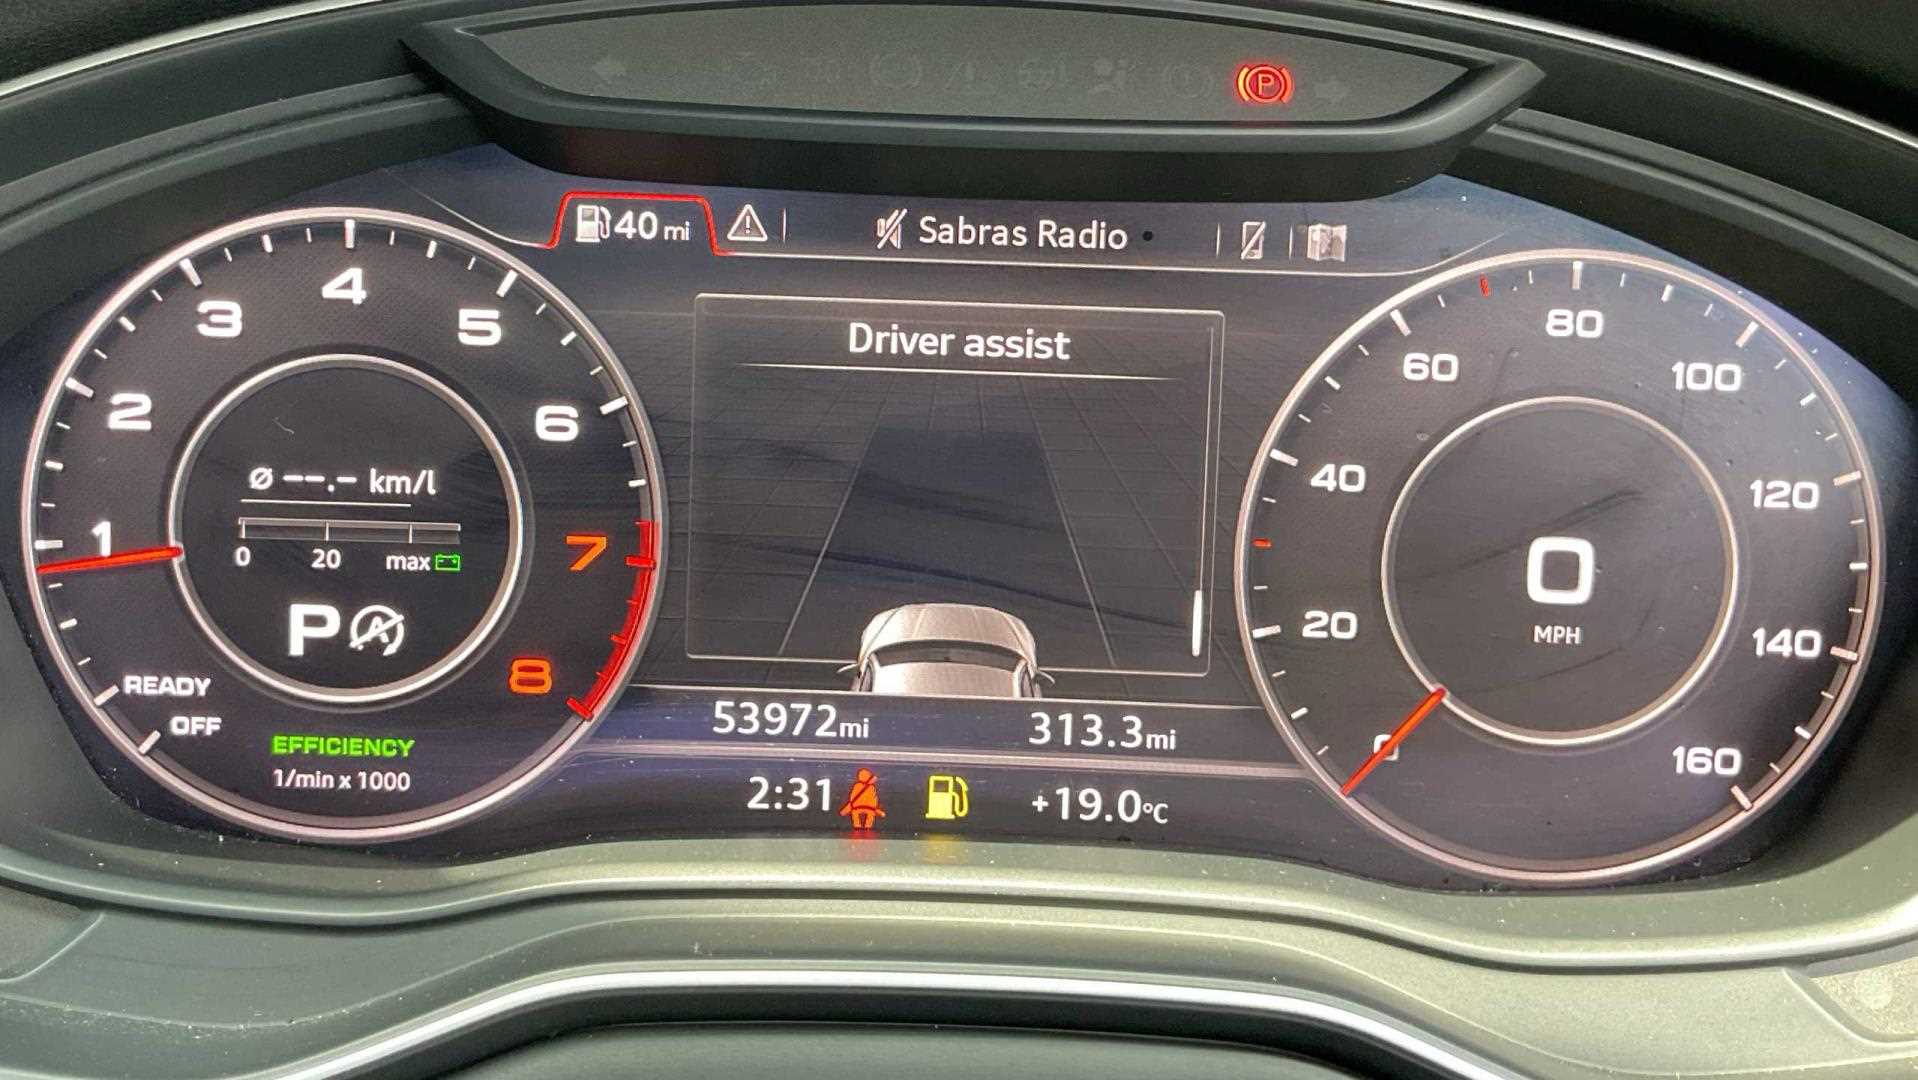 P
40 mi
Sabras Radio
Driver assist
1
2
3
4
5
6
7
8
ø --.- km/l
0 20 max
P A
READY
OFF
EFFICIENCY
1/min x 1000
0
20
40
60
80
100
120
140
160
0
MPH
53972mi 313.3mi
2:31 +19.0°C